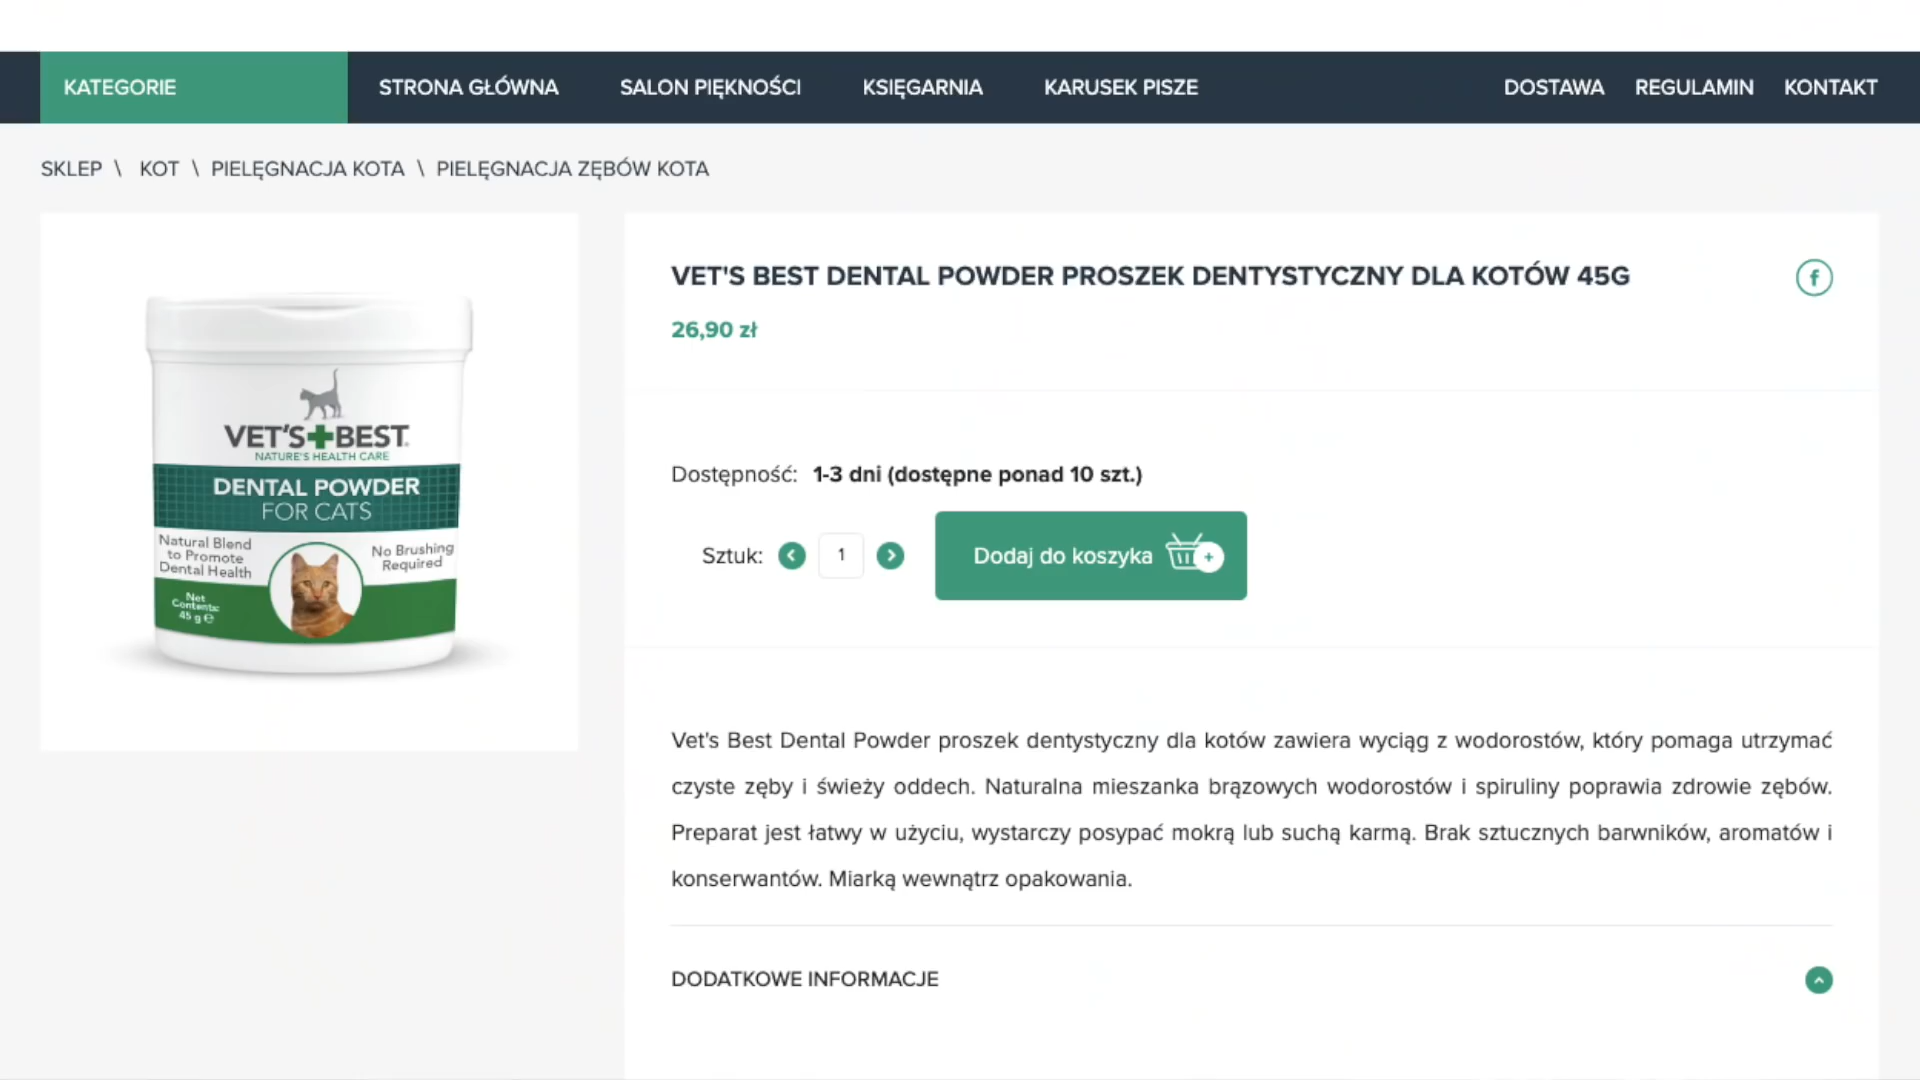 KATEGORIE
STRONA GŁÓWNA
SALON PIĘKNOŚCI
KSIĘGARNIA
KARUSEK PISZE
DOSTAWA
REGULAMIN
KONTAKT
SKLEP \ KOT \ PIELĘGNACJA KOTA \ PIELĘGNACJA ZĘBÓW KOTA
VET'S BEST
NATURE'S HEALTH CARE
DENTAL POWDER
FOR CATS
Natural Blend
to Promote
Dental Health
No Brushing
Required
Net
Contents:
45 g ℮
VET'S BEST DENTAL POWDER PROSZEK DENTYSTYCZNY DLA KOTÓW 45G
f
26,90 zł
Dostępność: 1-3 dni (dostępne ponad 10 szt.)
Sztuk: 1
Dodaj do koszyka
Vet's Best Dental Powder proszek dentystyczny dla kotów zawiera wyciąg z wodorostów, który pomaga utrzymać
czyste zęby i świeży oddech. Naturalna mieszanka brązowych wodorostów i spiruliny poprawia zdrowie zębów.
Preparat jest łatwy w użyciu, wystarczy posypać mokrą lub suchą karmą. Brak sztucznych barwników, aromatów i
konserwantów. Miarką wewnątrz opakowania.
DODATKOWE INFORMACJE